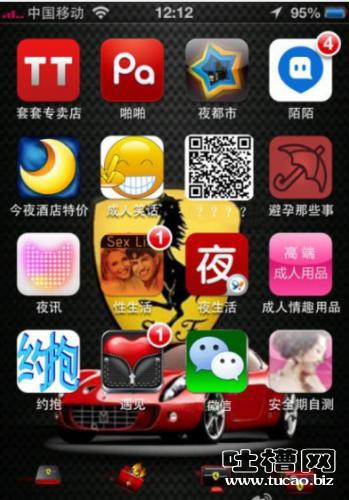 中国移动 12:12 95%
TT Pa 4
套套专卖店 啪啪 夜都市 陌陌
今夜酒店特价 成人笑话 ？？？？ 避孕那些事
Sex Li 1 夜 高端
成人用品
夜讯 性生活 夜生活 成人情趣用品
约抱 1
约抱 遇见 微信 安全期自测
吐槽网
www.tucao.biz